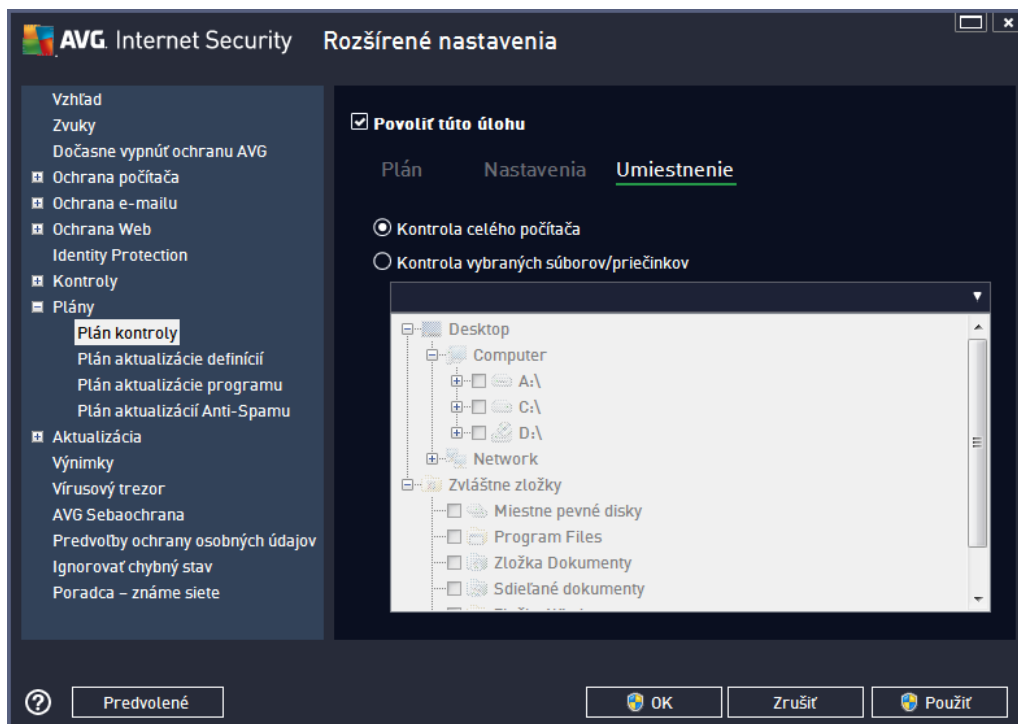 AVG. Internet Security Rozšírené nastavenia
Vzhľad
Zvuky
Dočasne vypnúť ochranu AVG
Ochrana počítača
Ochrana e-mailu
Ochrana Web
Identity Protection
Kontroly
Plány
Plán kontroly
Plán aktualizácie definícií
Plán aktualizácie programu
Plán aktualizácií Anti-Spamu
Aktualizácia
Výnimky
Vírusový trezor
AVG Sebaochrana
Predvoľby ochrany osobných údajov
Ignorovať chybný stav
Poradca – známe siete
Povoliť túto úlohu
Plán Nastavenia Umiestnenie
Kontrola celého počítača
Kontrola vybraných súborov/priečinkov
Desktop
Computer
A:\
C:\
D:\
Network
Zvláštne zložky
Miestne pevné disky
Program Files
Zložka Dokumenty
Sdieľané dokumenty
Predvolené
OK
Zrušiť
Použiť